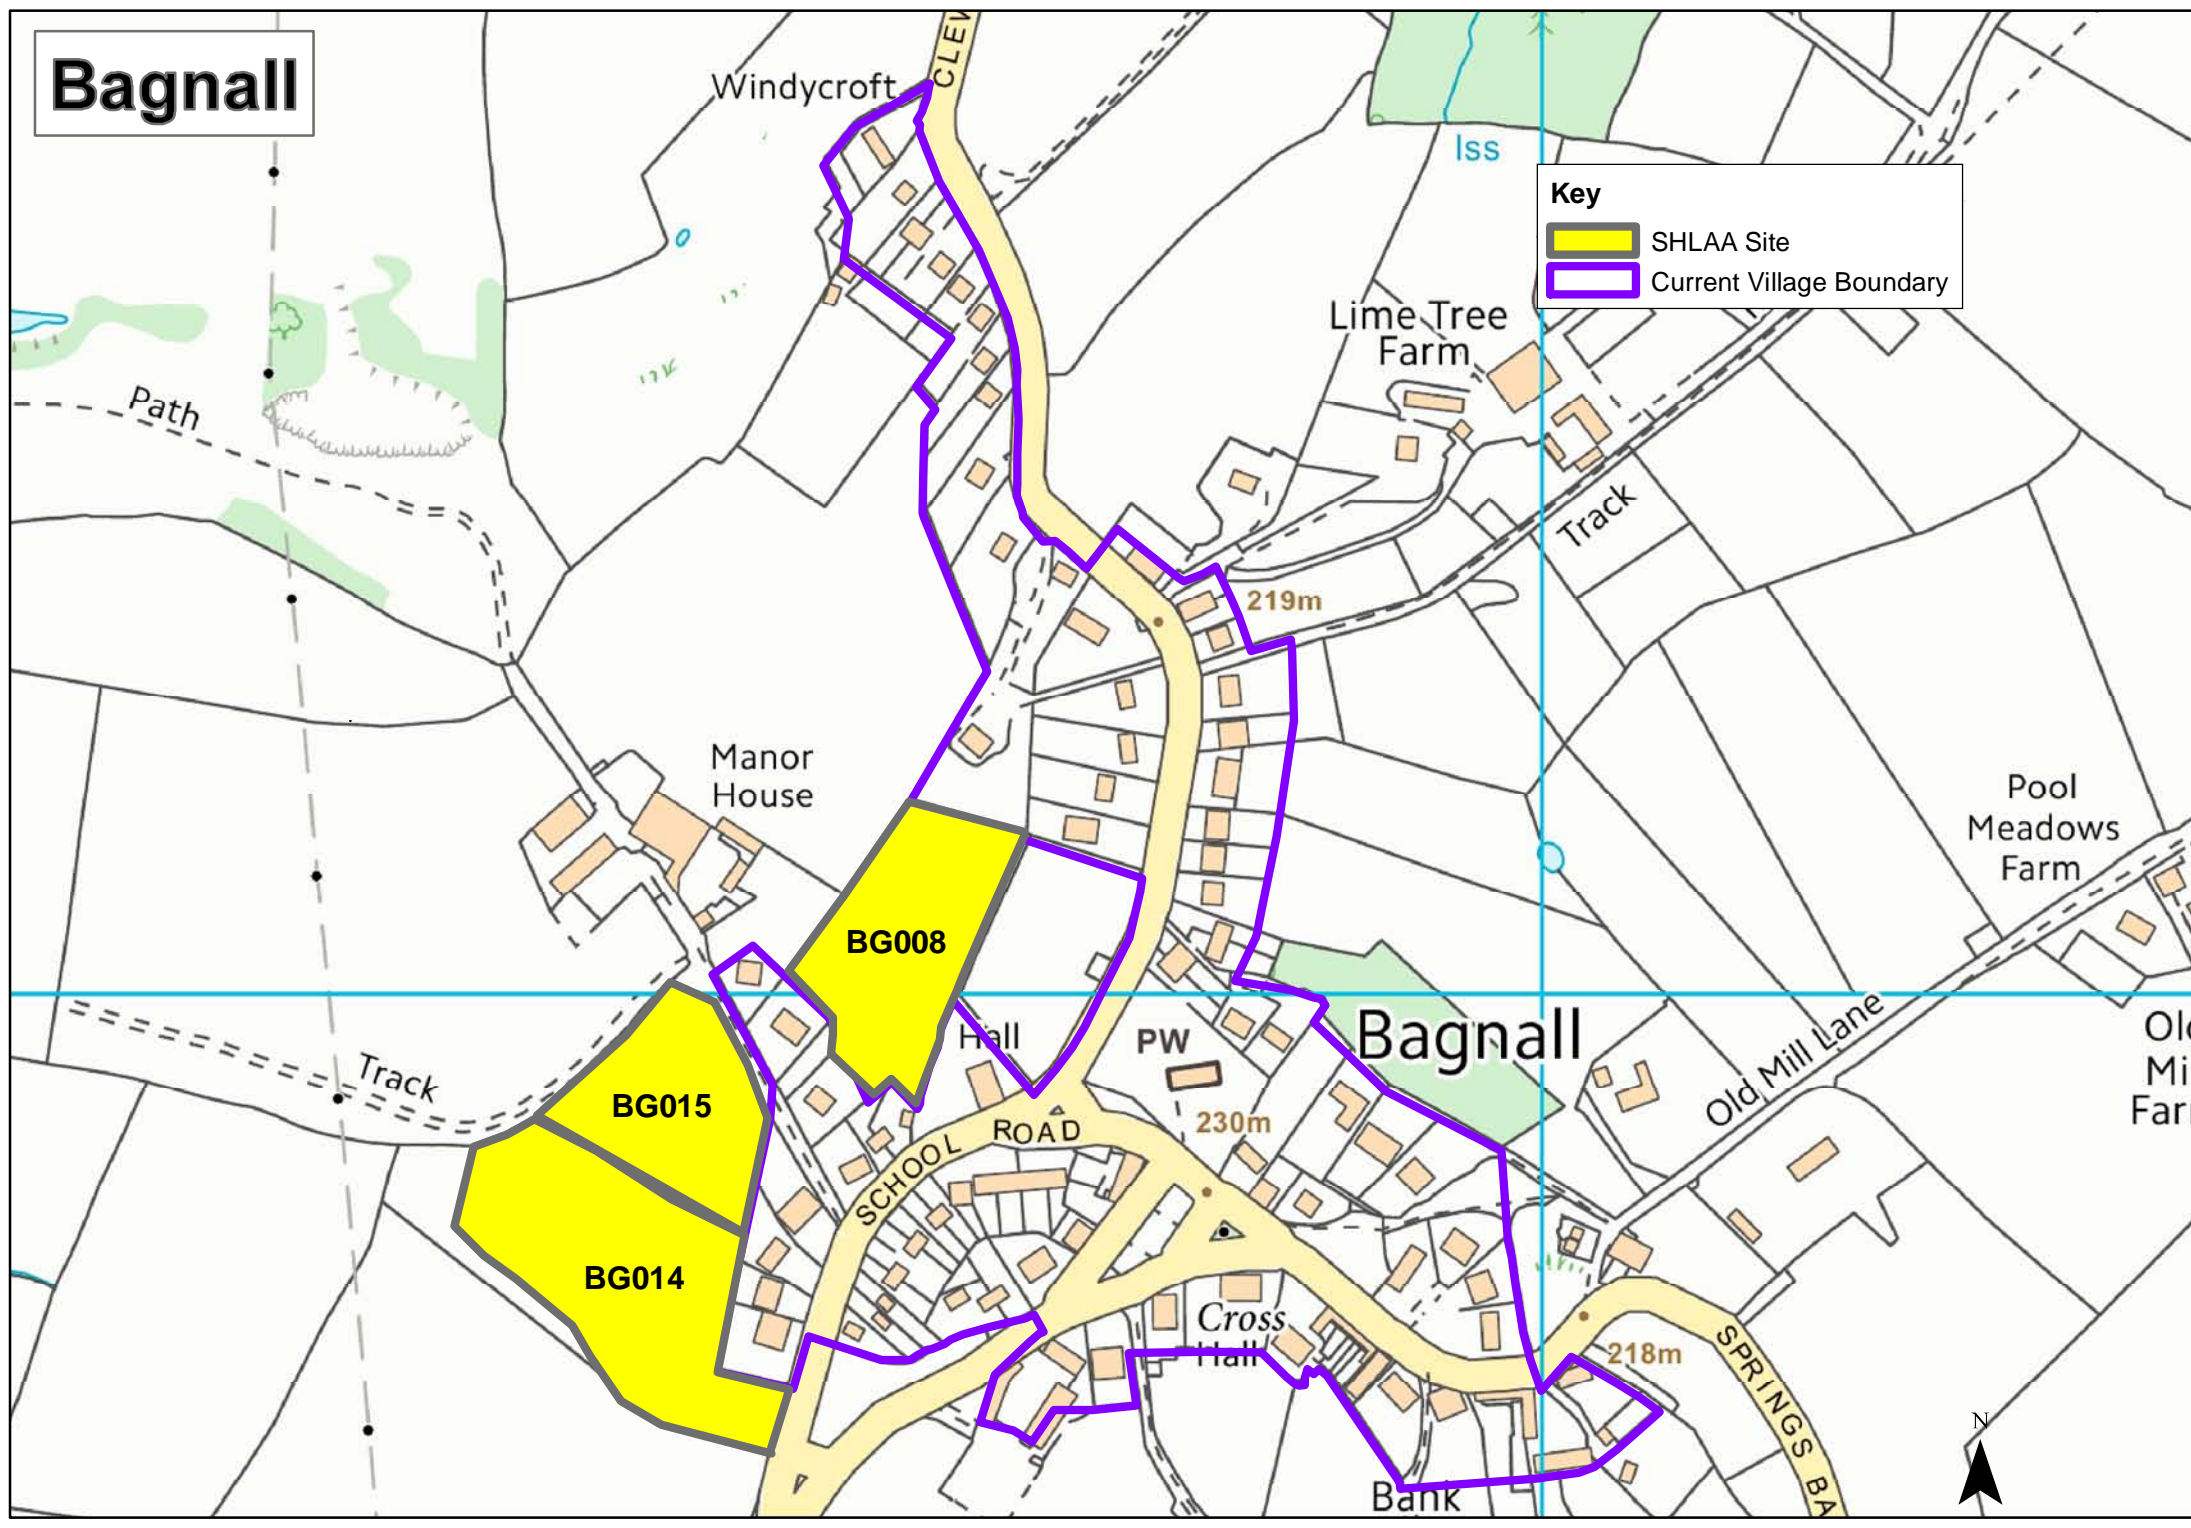 Bagnall
CLEV
Windycroft
Iss
Key
SHLAA Site
Current Village Boundary
Lime Tree
Farm
Path
Track
219m
Manor
House
Pool
Meadows
Farm
BG008
Hall
PW
Bagnall
Old Mill Lane
Track
BG015
230m
SCHOOL ROAD
BG014
Cross
Hall
218m
SPRINGS BA
Bank
N